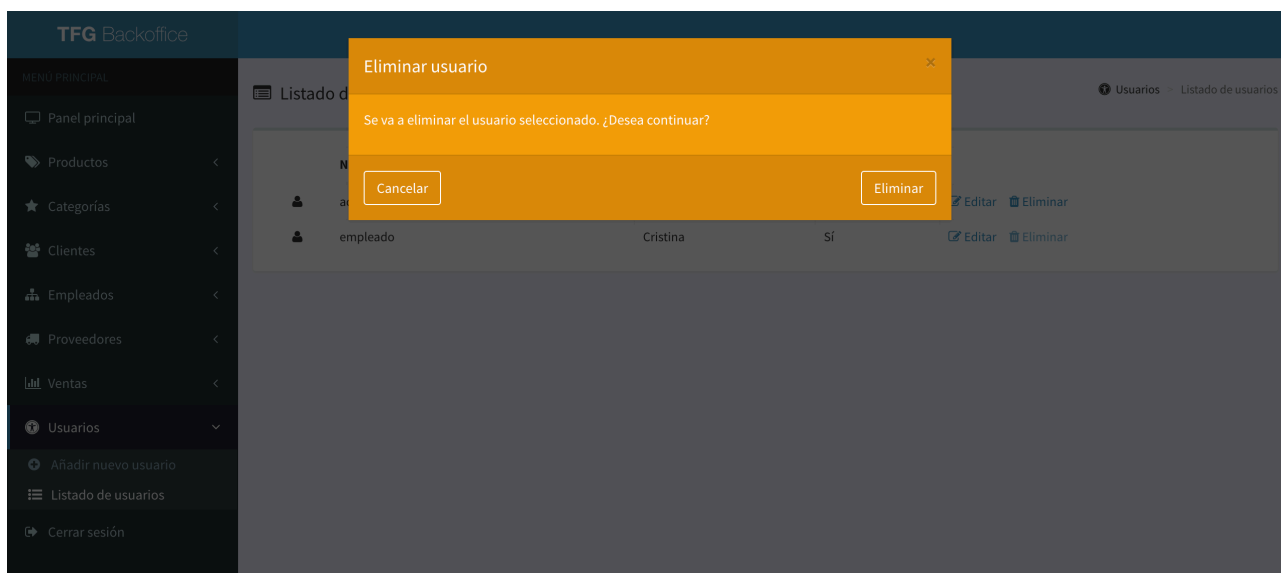 TFG Backoffice
MENÚ PRINCIPAL
Panel principal
Productos
Categorías
Clientes
Empleados
Proveedores
Ventas
Usuarios
Añadir nuevo usuario
Listado de usuarios
Cerrar sesión
Eliminar usuario ×
Se va a eliminar el usuario seleccionado. ¿Desea continuar?
Cancelar Eliminar
Listado
Usuarios > Listado de usuarios
Editar Eliminar
empleado Cristina Sí Editar Eliminar